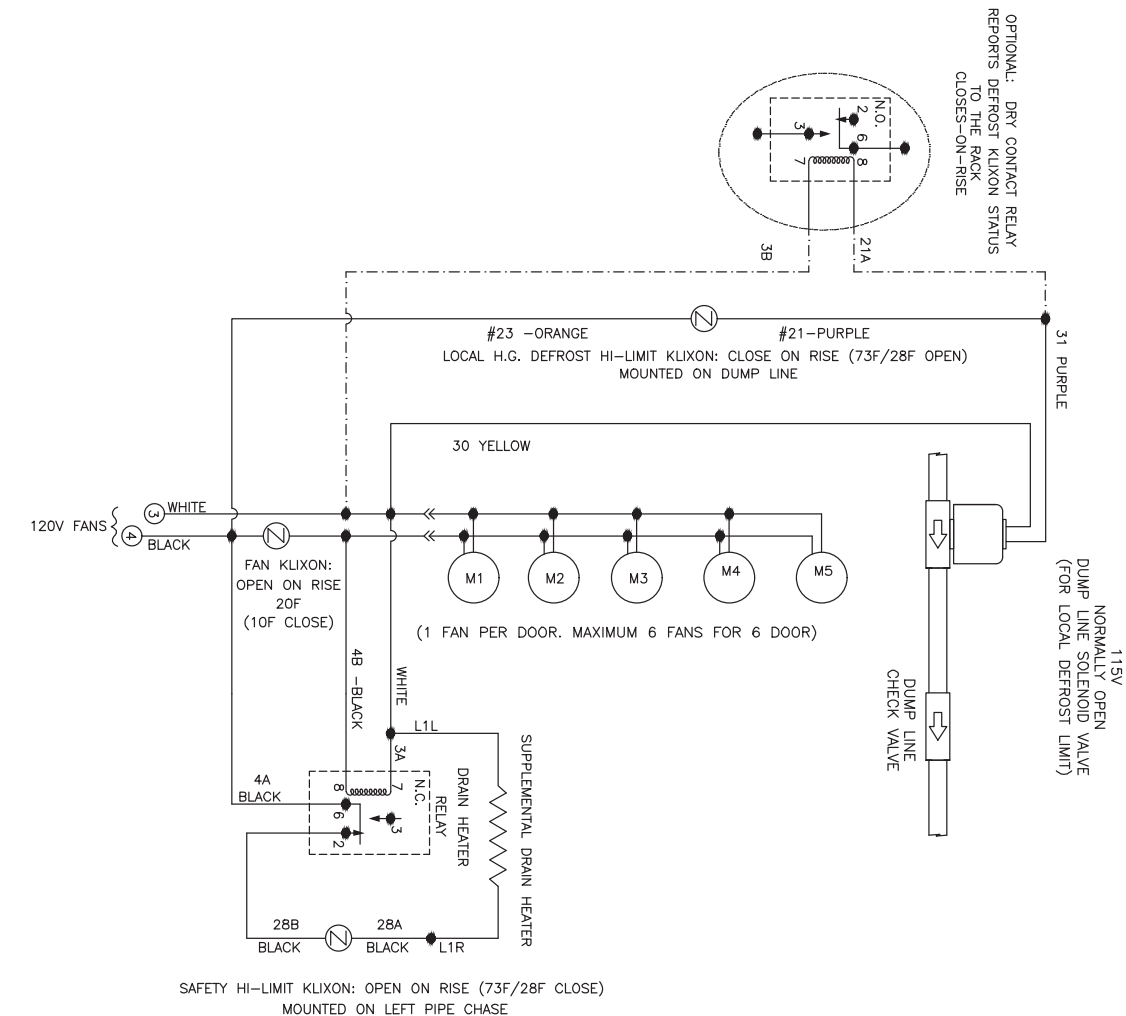 OPTIONAL: DRY CONTACT RELAY
REPORTS DEFROST KLIXON STATUS
TO THE RACK
CLOSES-ON-RISE
N.O.
2
3
6
7
8
3B
21A
#23 -ORANGE
#21-PURPLE
LOCAL H.G. DEFROST HI-LIMIT KLIXON: CLOSE ON RISE (73F/28F OPEN)
MOUNTED ON DUMP LINE
31 PURPLE
30 YELLOW
120V FANS
3
WHITE
4
BLACK
FAN KLIXON:
OPEN ON RISE
20F
(10F CLOSE)
M1
M2
M3
M4
M5
(1 FAN PER DOOR. MAXIMUM 6 FANS FOR 6 DOOR)
115V
NORMALLY OPEN
DUMP LINE SOLENOID VALVE
(FOR LOCAL DEFROST LIMIT)
DUMP LINE
CHECK VALVE
4B -BLACK
WHITE
L1L
3A
4A
BLACK
8
7
N.C.
6
3
2
RELAY
DRAIN HEATER
SUPPLEMENTAL DRAIN HEATER
28B
BLACK
28A
BLACK
L1R
SAFETY HI-LIMIT KLIXON: OPEN ON RISE (73F/28F CLOSE)
MOUNTED ON LEFT PIPE CHASE